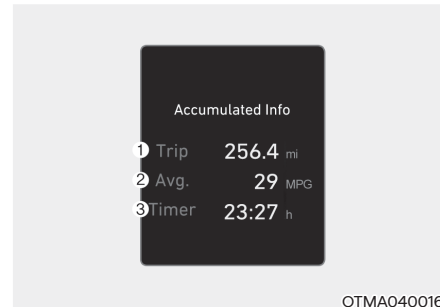 Accumulated Info
① Trip 256.4 mi
② Avg. 29 MPG
③ Timer 23:27 h
OTMA040016